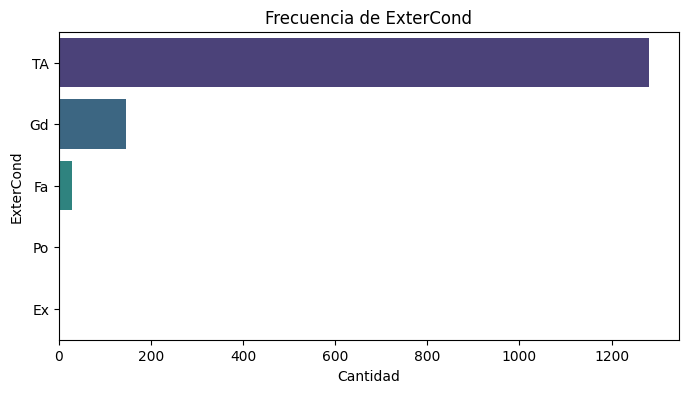 Frecuencia de ExterCond
ExterCond
TA
Gd
Fa
Po
Ex
0 200 400 600 800 1000 1200
Cantidad